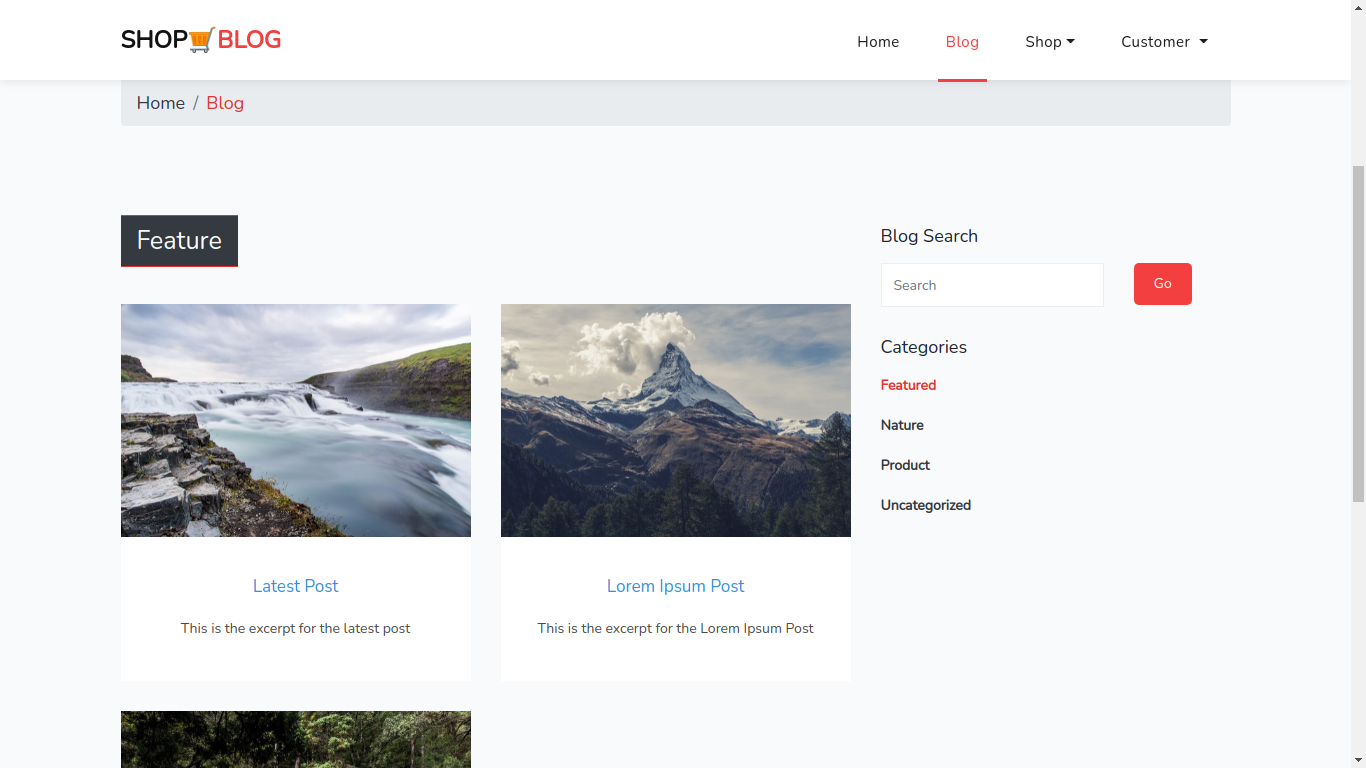 SHOP🛒BLOG
Home Blog Shop Customer
Home / Blog
Feature
Latest Post
This is the excerpt for the latest post
Lorem Ipsum Post
This is the excerpt for the Lorem Ipsum Post
Blog Search
Search Go
Categories
Featured
Nature
Product
Uncategorized